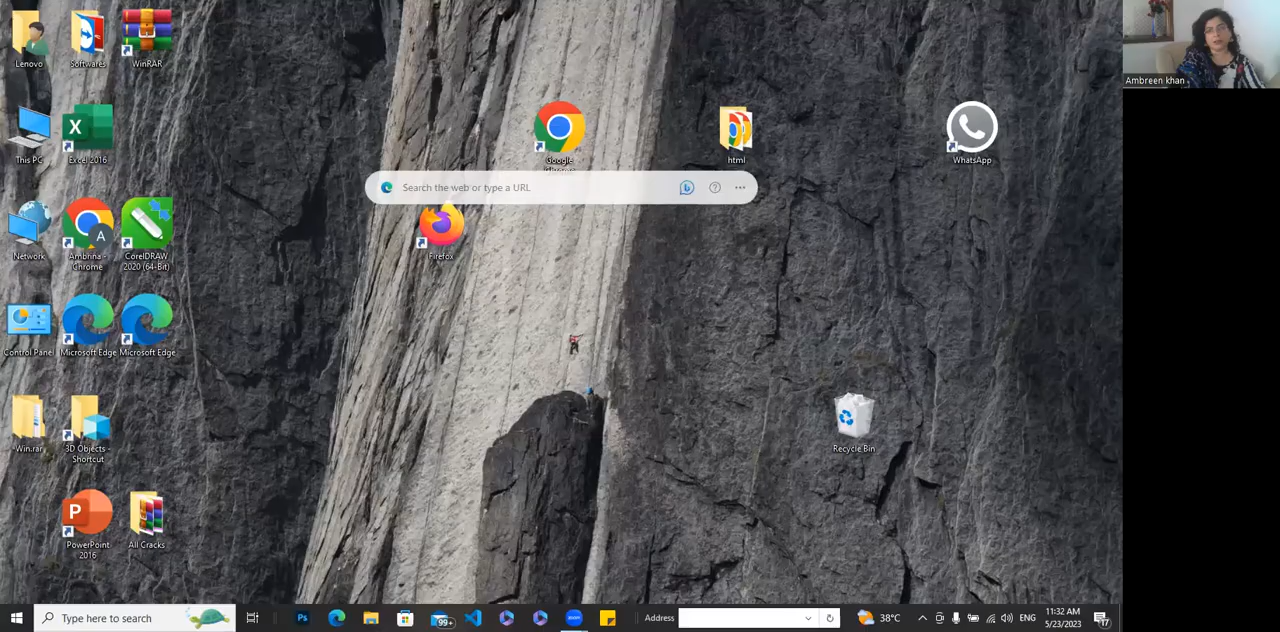 Lenovo
Softwares
WinRAR
This PC
Excel 2016
Google
html
WhatsApp
Ambreen khan
Search the web or type a URL
Network
Ambrina -
Chrome
CorelDRAW
2020 (64-Bit)
Firefox
Control Panel
Microsoft Edge
Microsoft Edge
Win.rar
3D Objects -
Shortcut
Recycle Bin
PowerPoint
2016
All Cracks
Type here to search
99+
Address
38°C
ENG
11:32 AM
5/23/2023
17